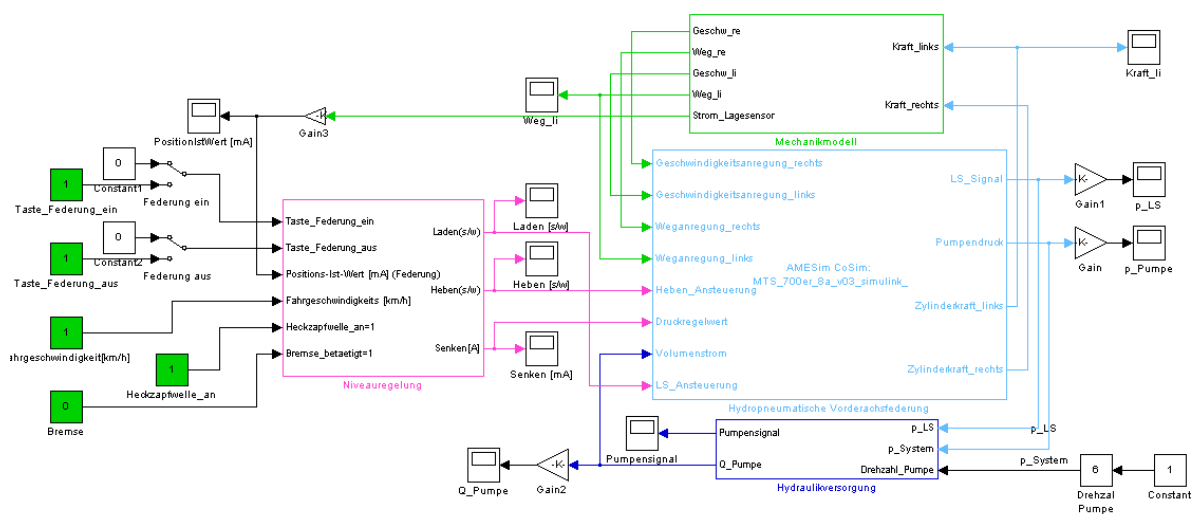 Geschw_re
Weg_re
Geschw_li
Weg_li
Strom_Lagesensor
Kraft_links
Kraft_rechts
Mechanikmodell
Kraft_li
Weg_li
-K-
Gain3
PositionIstWert [mA]
0
Constant1
1
Taste_Federung_ein
Federung ein
0
Constant2
1
Taste_Federung_aus
Federung aus
1
ahrgeschwindigkeit[km/h]
1
Heckzapfwelle_an
0
Bremse
Taste_Federung_ein
Taste_Federung_aus
Positions-Ist-Wert [mA] (Federung)
Fahrgeschwindigkeits [km/h]
Heckzapfwelle_an=1
Bremse_betaetigt=1
Laden(s/w)
Heben(s/w)
Senken[A]
Niveauregelung
Laden [s/w]
Heben [s/w]
Senken [mA]
Geschwindigkeitsanregung_rechts
Geschwindigkeitsanregung_links
Weganregung_rechts
Weganregung_links
Heben_Ansteuerung
Druckregelwert
Volumenstrom
LS_Ansteuerung
AMESim CoSim:
MTS_700er_8a_v03_simulink_
LS_Signal
Pumpendruck
Zylinderkraft_links
Zylinderkraft_rechts
Hydropneumatische Vorderachsfederung
K-
Gain1
p_LS
K-
Gain
p_Pumpe
Pumpensignal
Q_Pumpe
p_LS
p_System
Drehzahl_Pumpe
Hydraulikversorgung
p_LS
p_System
Pumpensignal
-K-
Gain2
Q_Pumpe
6
Drehzal
Pumpe
1
Constant